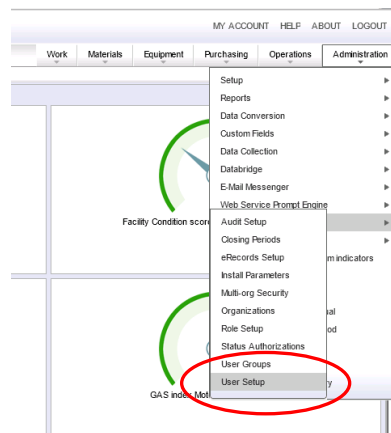 MY ACCOUNT HELP ABOUT LOGOUT
Work Materials Equipment Purchasing Operations Administration
Setup
Reports
Data Conversion
Custom Fields
Data Collection
Databridge
E-Mail Messenger
Web Service Prompt Engine
Facility Condition score
Audit Setup
Closing Periods
eRecords Setup
m indicators
Install Parameters
Multi-org Security
Organizations
Role Setup
Status Authorizations
User Groups
User Setup
GAS index